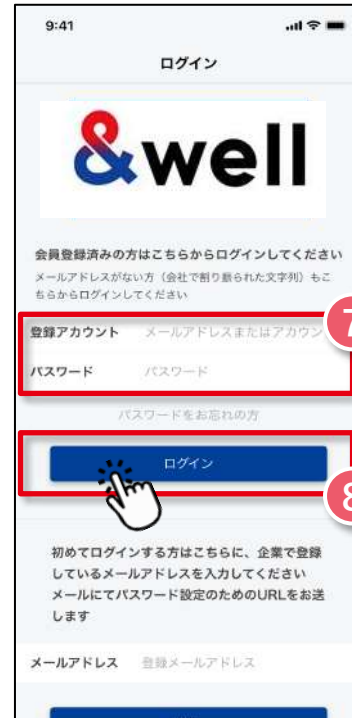 9:41
ログイン
&well
会員登録済みの方はこちらからログインしてください
メールアドレスがない方（会社で割り振られた文字列）もこ
ちらからログインしてください
登録アカウント メールアドレスまたはアカウン
7
パスワード パスワード
パスワードをお忘れの方
ログイン
8
初めてログインする方はこちらに、企業で登録
しているメールアドレスを入力してください
メールにてパスワード設定のためのURLをお送
します
メールアドレス 登録メールアドレス